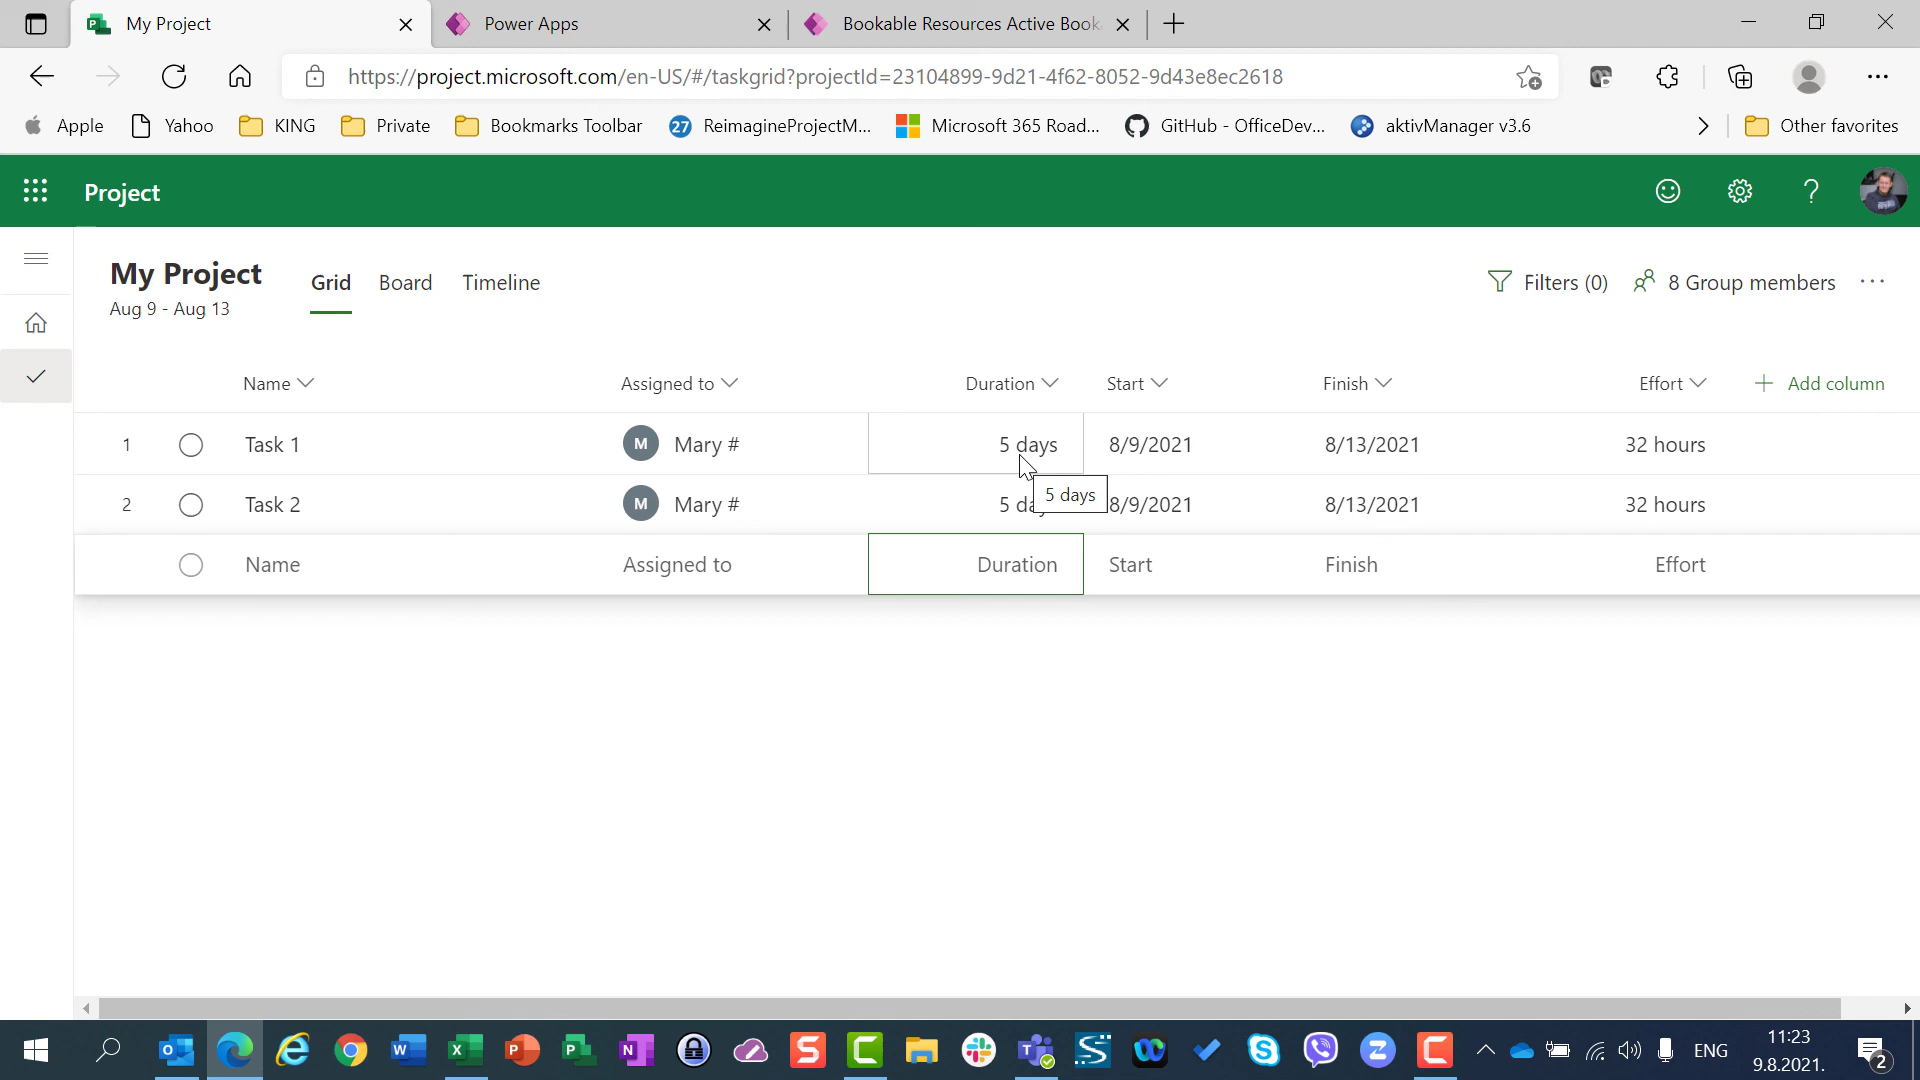 My Project
Power Apps
Bookable Resources Active Book
https://project.microsoft.com/en-US/#/taskgrid?projectId=23104899-9d21-4f62-8052-9d43e8ec2618
Apple
Yahoo
KING
Private
Bookmarks Toolbar
27
ReimagineProjectM...
Microsoft 365 Road...
GitHub - OfficeDev...
aktivManager v3.6
Other favorites
Project
My Project
Aug 9 - Aug 13
Grid
Board
Timeline
Filters (0)
8 Group members
Name
Assigned to
Duration
Start
Finish
Effort
Add column
1 Task 1 M Mary # 5 days 8/9/2021 8/13/2021 32 hours
5 days
2 Task 2 M Mary # 5 da 8/9/2021 8/13/2021 32 hours
Name Assigned to Duration Start Finish Effort
ENG
11:23
9.8.2021.
2